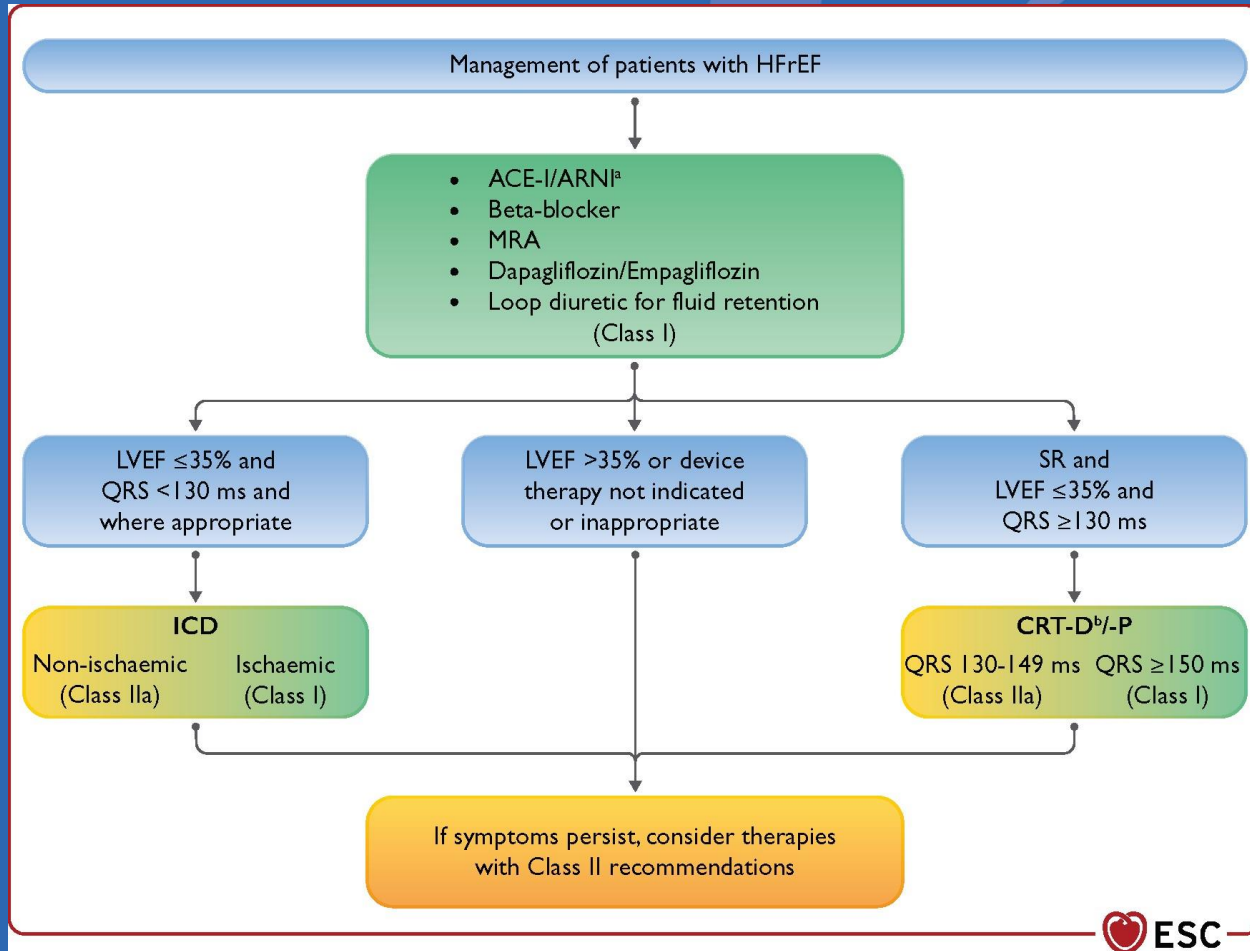 Management of patients with HFrEF
• ACE-I/ARNIᵃ
• Beta-blocker
• MRA
• Dapagliflozin/Empagliflozin
• Loop diuretic for fluid retention
(Class I)
LVEF ≤35% and
QRS <130 ms and
where appropriate
LVEF >35% or device
therapy not indicated
or inappropriate
SR and
LVEF ≤35% and
QRS ≥130 ms
ICD
Non-ischaemic
(Class IIa)
Ischaemic
(Class I)
CRT-Dᵇ/-P
QRS 130-149 ms
(Class IIa)
QRS ≥150 ms
(Class I)
If symptoms persist, consider therapies
with Class II recommendations
ESC